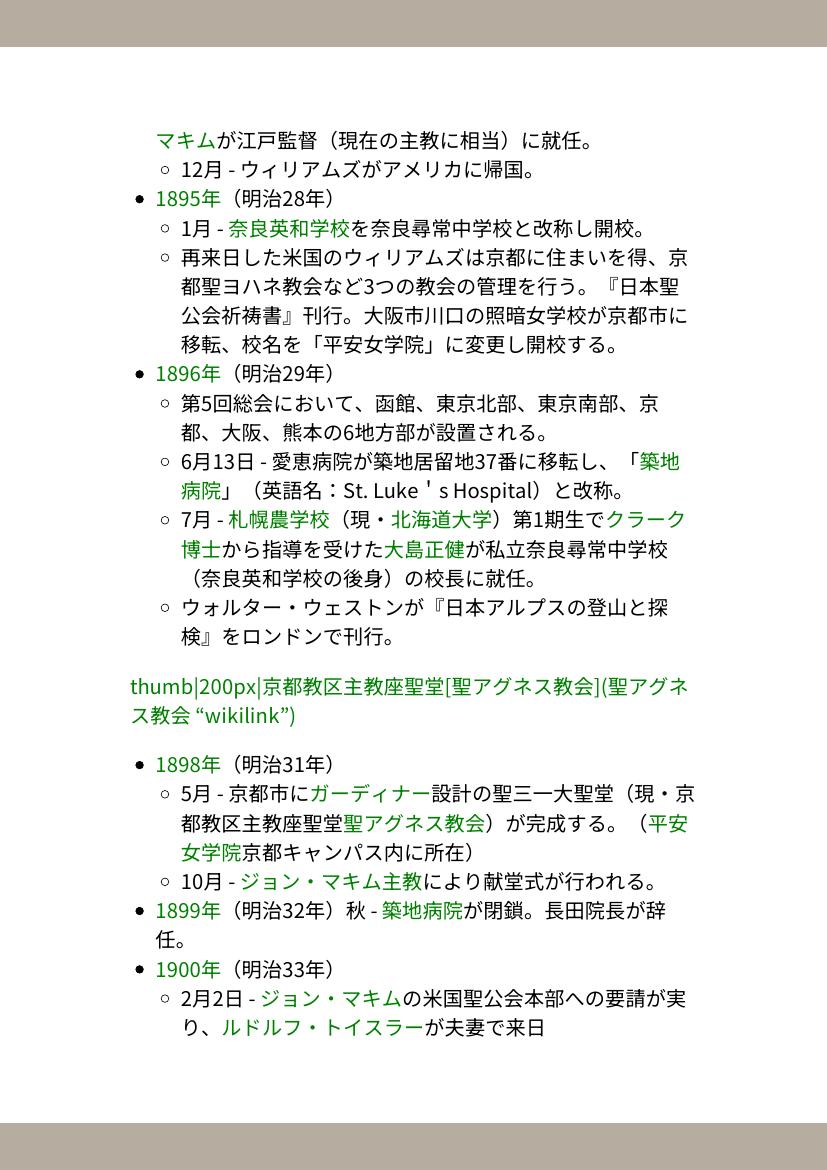 マキムが江戸監督（現在の主教に相当）に就任。
12月 - ウィリアムズがアメリカに帰国。
1895年（明治28年）
1月 - 奈良英和学校を奈良尋常中学校と改称し開校。
再来日した米国のウィリアムズは京都に住まいを得、京
都聖ヨハネ教会など3つの教会の管理を行う。『日本聖
公会祈祷書』刊行。大阪市川口の照暗女学校が京都市に
移転、校名を「平安女学院」に変更し開校する。
1896年（明治29年）
第5回総会において、函館、東京北部、東京南部、京
都、大阪、熊本の6地方部が設置される。
6月13日 - 愛恵病院が築地居留地37番に移転し、「築地
病院」（英語名：St. Luke＇s Hospital）と改称。
7月 - 札幌農学校（現・北海道大学）第1期生でクラーク
博士から指導を受けた大島正健が私立奈良尋常中学校
（奈良英和学校の後身）の校長に就任。
ウォルター・ウェストンが『日本アルプスの登山と探
検』をロンドンで刊行。
thumb|200px|京都教区主教座聖堂[聖アグネス教会](聖アグネ
ス教会 “wikilink”)
1898年（明治31年）
5月 - 京都市にガーディナー設計の聖三一大聖堂（現・京
都教区主教座聖堂聖アグネス教会）が完成する。（平安
女学院京都キャンパス内に所在）
10月 - ジョン・マキム主教により献堂式が行われる。
1899年（明治32年）秋 - 築地病院が閉鎖。長田院長が辞
任。
1900年（明治33年）
2月2日 - ジョン・マキムの米国聖公会本部への要請が実
り、ルドルフ・トイスラーが夫妻で来日